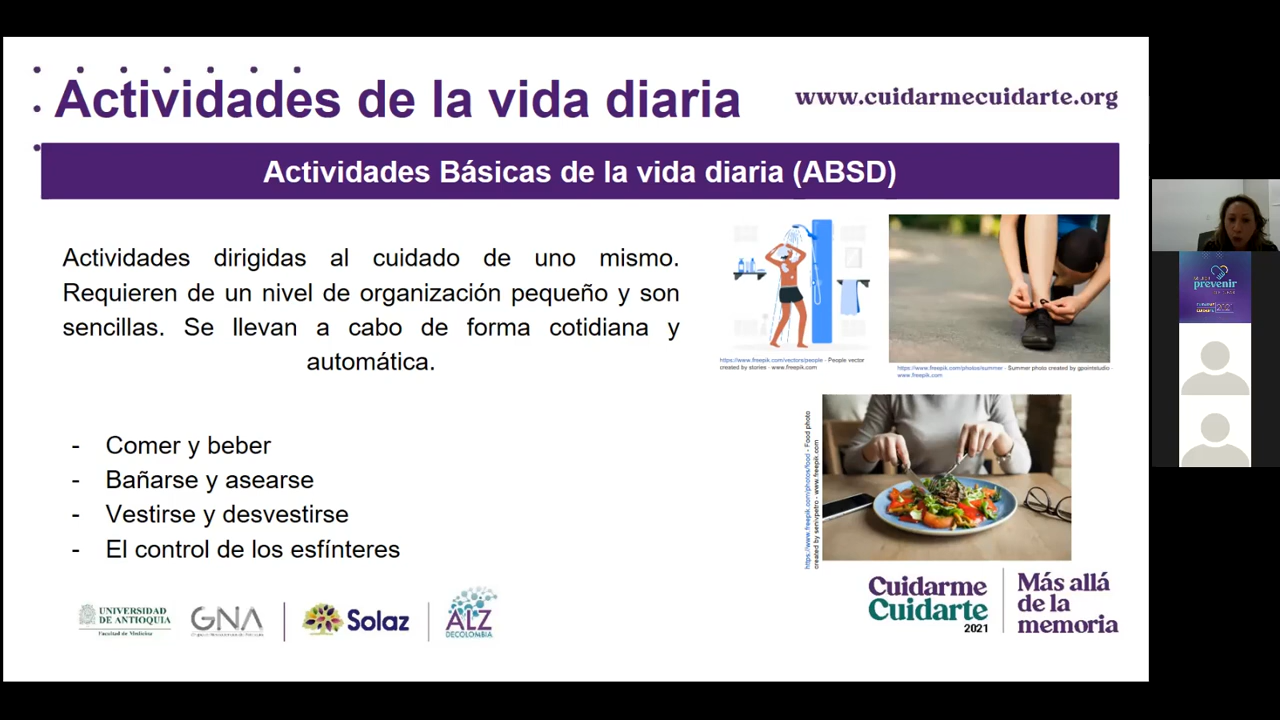 Actividades de la vida diaria
www.cuidarmecuidarte.org
Actividades Básicas de la vida diaria (ABSD)
Actividades dirigidas al cuidado de uno mismo.
Requieren de un nivel de organización pequeño y son
sencillas. Se llevan a cabo de forma cotidiana y
automática.
https://www.freepik.com/vectors/people - People vector
created by stories - www.freepik.com
https://www.freepik.com/photos/summer - Summer photo created by gpointstudio -
www.freepik.com
- Comer y beber
- Bañarse y asearse
- Vestirse y desvestirse
- El control de los esfínteres
https://www.freepik.com/photos/food - Food photo
created by senivpetro - www.freepik.com
UNIVERSIDAD
DE ANTIOQUIA
Facultad de Medicina
GNA
Solaz
ALZ
DECOLOMBIA
Cuidarme
Cuidarte
2021
Más allá
de la
memoria
prevenir